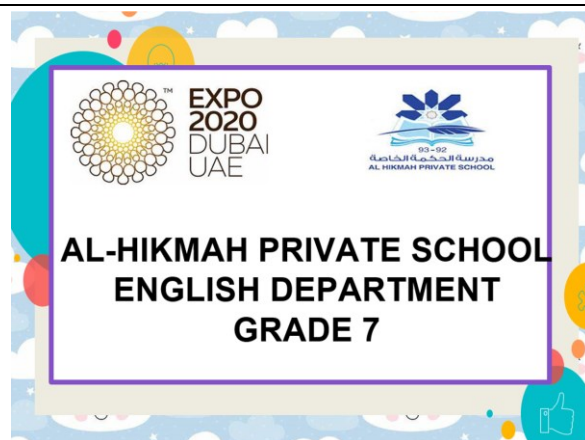 EXPO
2020
DUBAI
UAE
™
93-92
مدرسة الحكمة الخاصة
AL HIKMAH PRIVATE SCHOOL
AL-HIKMAH PRIVATE SCHOOL
ENGLISH DEPARTMENT
GRADE 7